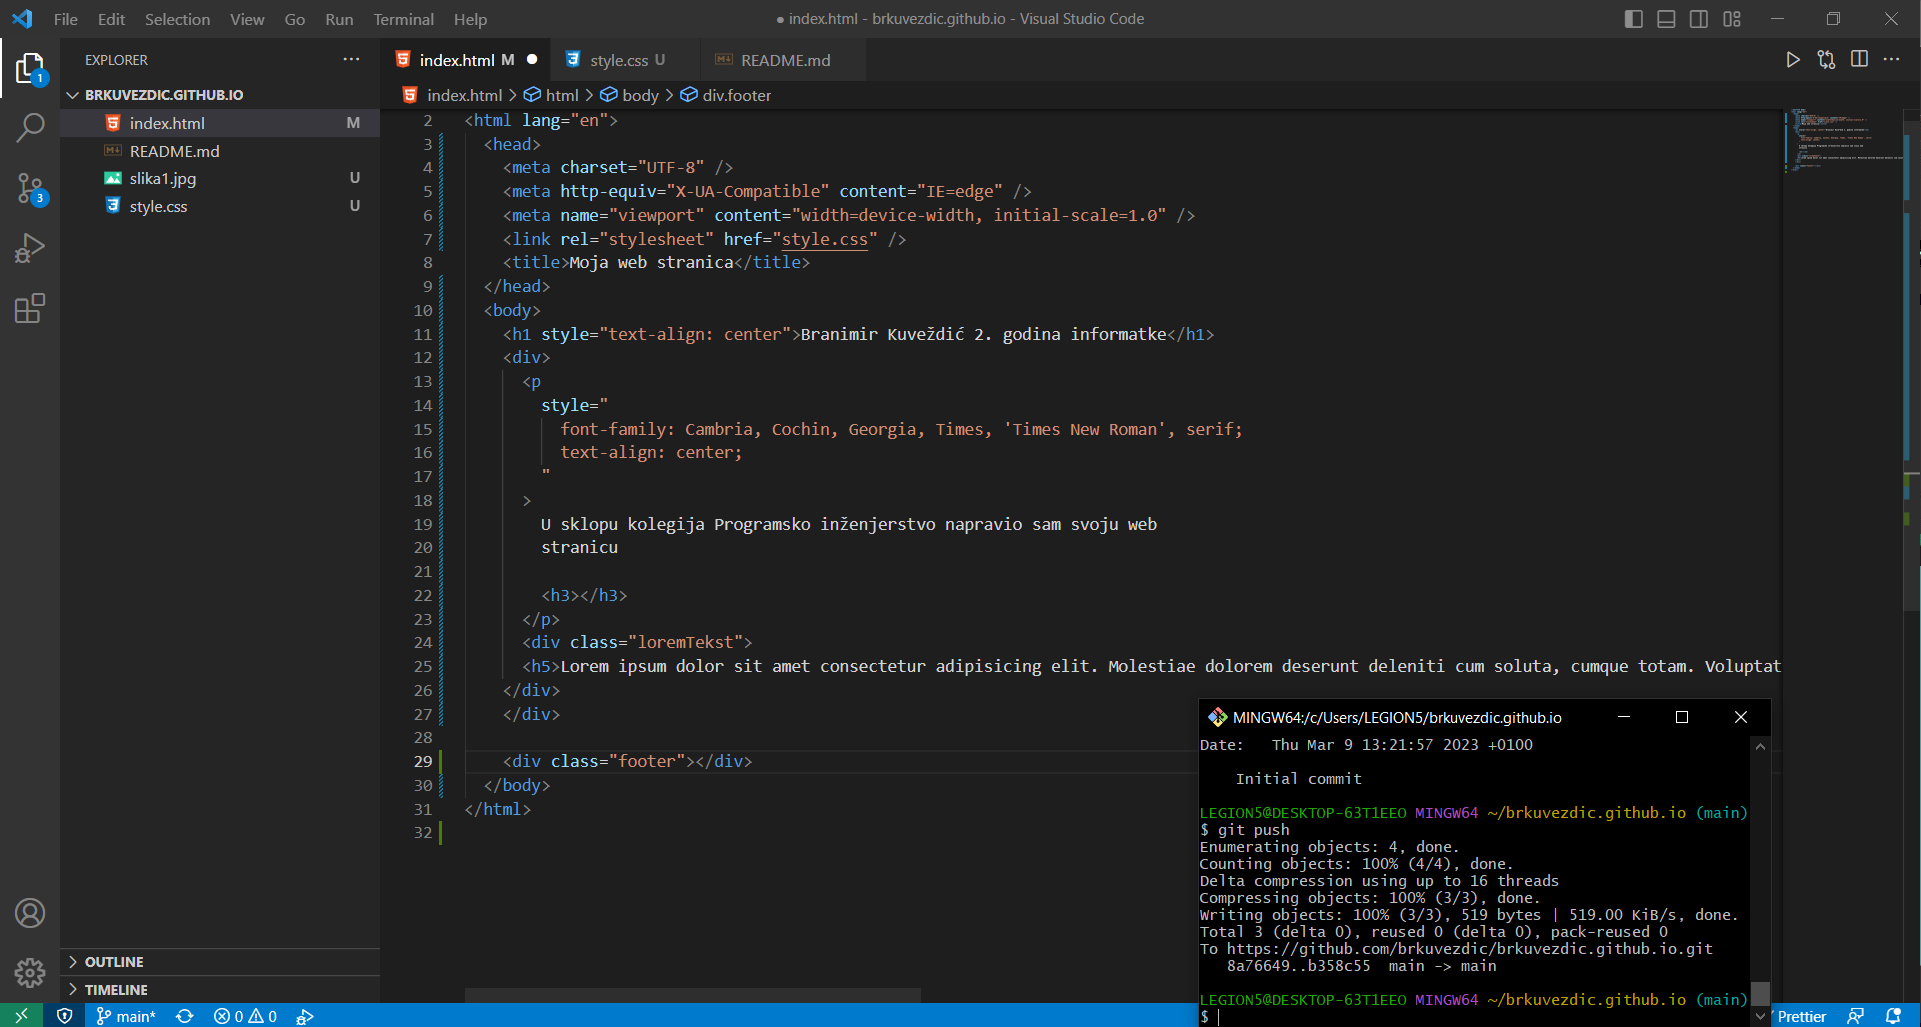 File Edit Selection View Go Run Terminal Help
● index.html - brkuvezdic.github.io - Visual Studio Code
EXPLORER
BRKUVEZDIC.GITHUB.IO
index.html M
README.md
slika1.jpg U
style.css U
1
3
OUTLINE
TIMELINE
index.html M ●
style.css U
README.md
index.html > html > body > div.footer
2 <html lang="en">
3 <head>
4 <meta charset="UTF-8" />
5 <meta http-equiv="X-UA-Compatible" content="IE=edge" />
6 <meta name="viewport" content="width=device-width, initial-scale=1.0" />
7 <link rel="stylesheet" href="style.css" />
8 <title>Moja web stranica</title>
9 </head>
10 <body>
11 <h1 style="text-align: center">Branimir Kuveždić 2. godina informatke</h1>
12 <div>
13 <p
14 style="
15 font-family: Cambria, Cochin, Georgia, Times, 'Times New Roman', serif;
16 text-align: center;
17 "
18 >
19 U sklopu kolegija Programsko inženjerstvo napravio sam svoju web
20 stranicu
21
22 <h3></h3>
23 </p>
24 <div class="loremTekst">
25 <h5>Lorem ipsum dolor sit amet consectetur adipisicing elit. Molestiae dolorem deserunt deleniti cum soluta, cumque totam. Voluptat
26 </div>
27 </div>
28
29 <div class="footer"></div>
30 </body>
31 </html>
32
MINGW64:/c/Users/LEGION5/brkuvezdic.github.io
Date: Thu Mar 9 13:21:57 2023 +0100
Initial commit
LEGION5@DESKTOP-63T1EEO MINGW64 ~/brkuvezdic.github.io (main)
$ git push
Enumerating objects: 4, done.
Counting objects: 100% (4/4), done.
Delta compression using up to 16 threads
Compressing objects: 100% (3/3), done.
Writing objects: 100% (3/3), 519 bytes | 519.00 KiB/s, done.
Total 3 (delta 0), reused 0 (delta 0), pack-reused 0
To https://github.com/brkuvezdic/brkuvezdic.github.io.git
8a76649..b358c55 main -> main
LEGION5@DESKTOP-63T1EEO MINGW64 ~/brkuvezdic.github.io (main)
$
main* 0 0
Prettier